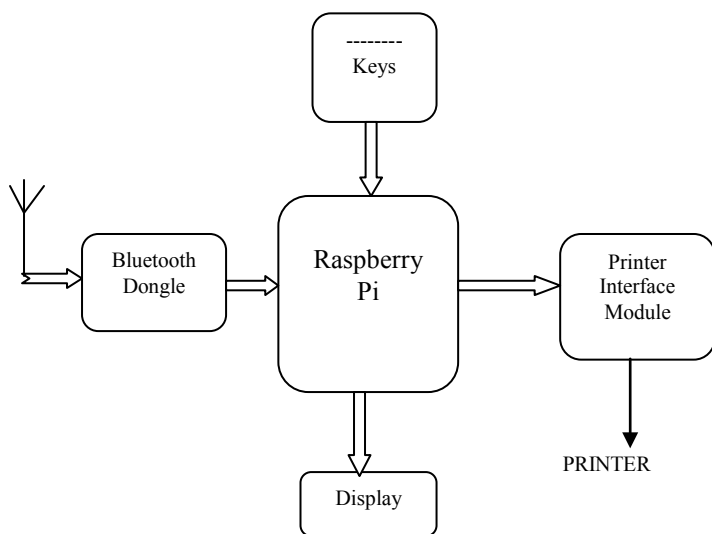 --------
Keys
Bluetooth
Dongle
Raspberry
Pi
Printer
Interface
Module
PRINTER
Display